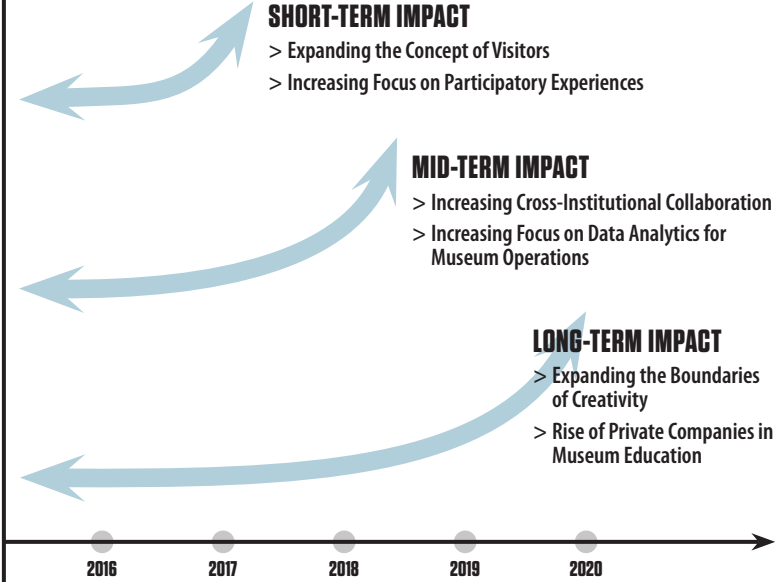 SHORT-TERM IMPACT
> Expanding the Concept of Visitors
> Increasing Focus on Participatory Experiences
MID-TERM IMPACT
> Increasing Cross-Institutional Collaboration
> Increasing Focus on Data Analytics for
Museum Operations
LONG-TERM IMPACT
> Expanding the Boundaries
of Creativity
> Rise of Private Companies in
Museum Education
2016 2017 2018 2019 2020